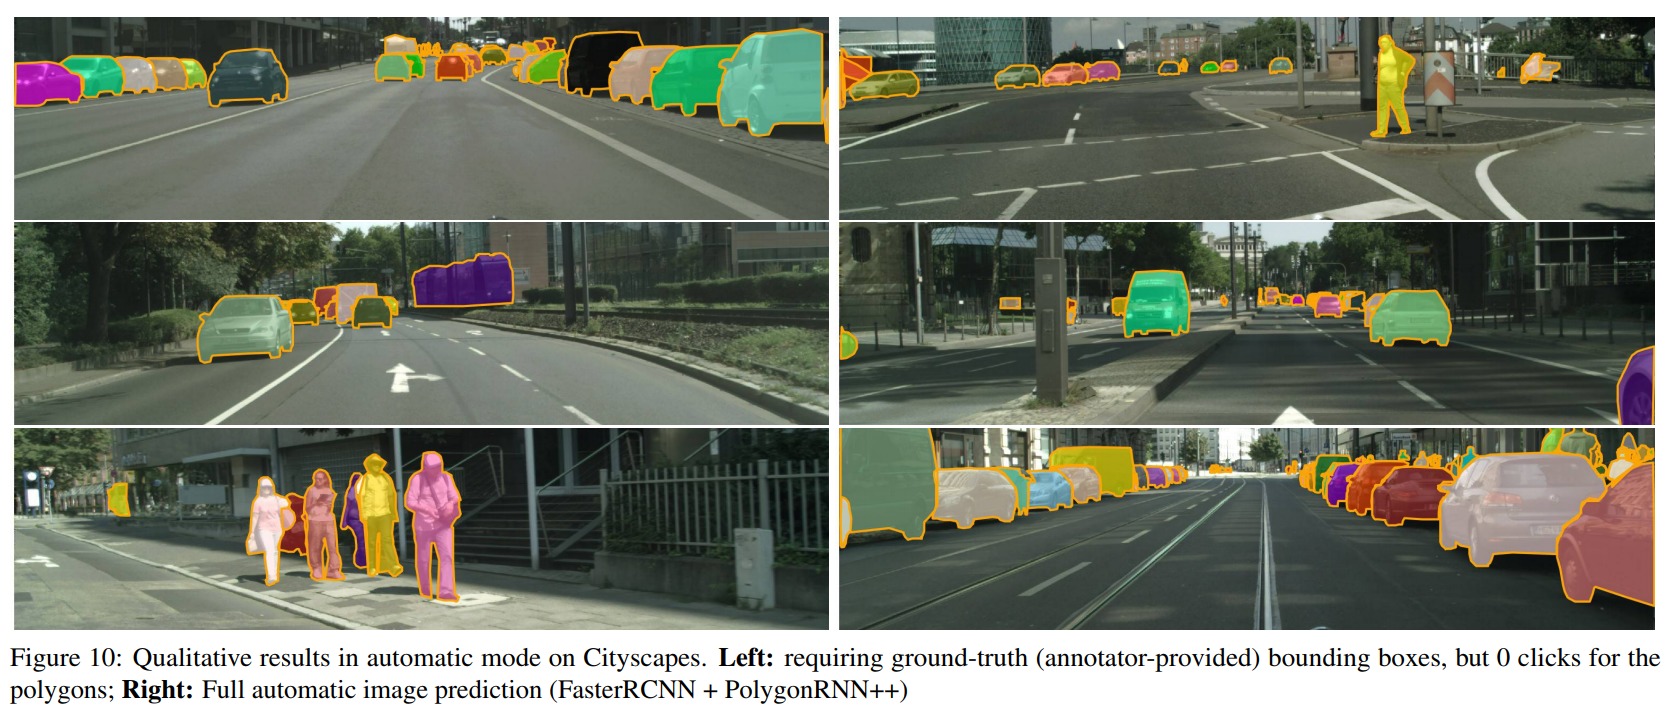 Figure 10: Qualitative results in automatic mode on Cityscapes. Left: requiring ground-truth (annotator-provided) bounding boxes, but 0 clicks for the
polygons; Right: Full automatic image prediction (FasterRCNN + PolygonRNN++)